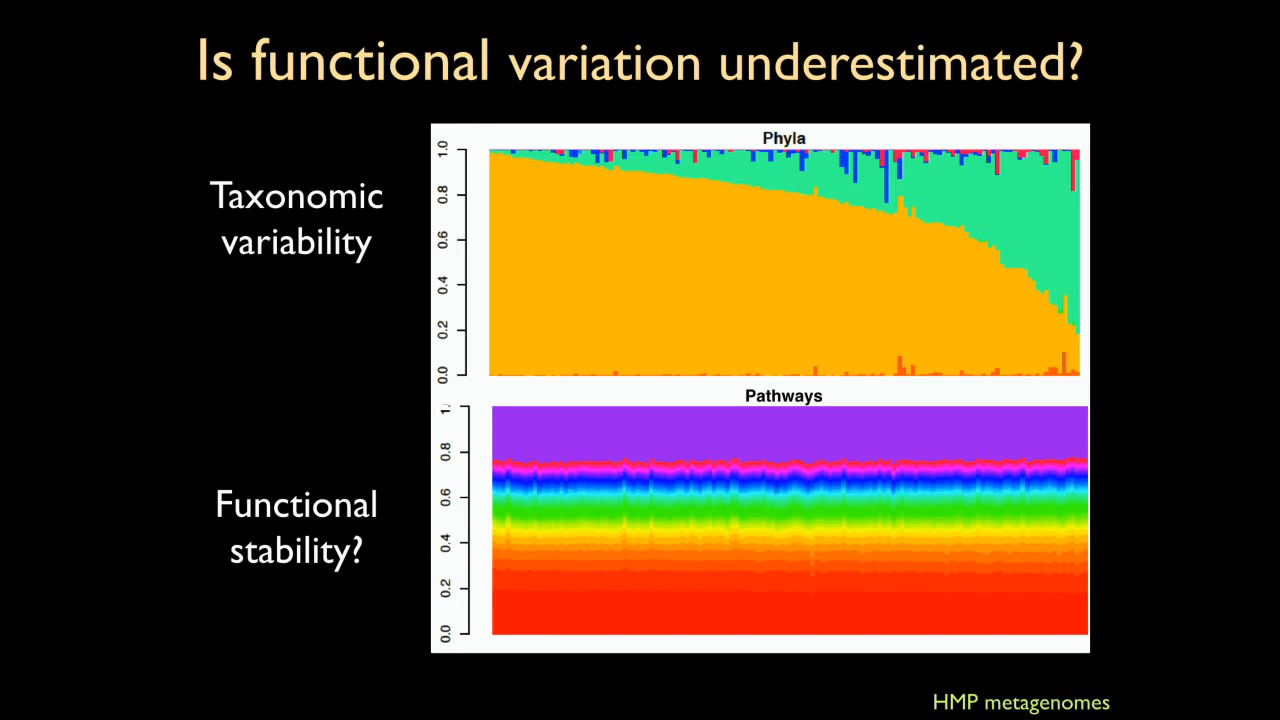 Is functional variation underestimated?
Taxonomic
variability
Phyla
1.0
0.8
0.6
0.4
0.2
0.0
Functional
stability?
Pathways
1.
0.8
0.6
0.4
0.2
0.0
HMP metagenomes